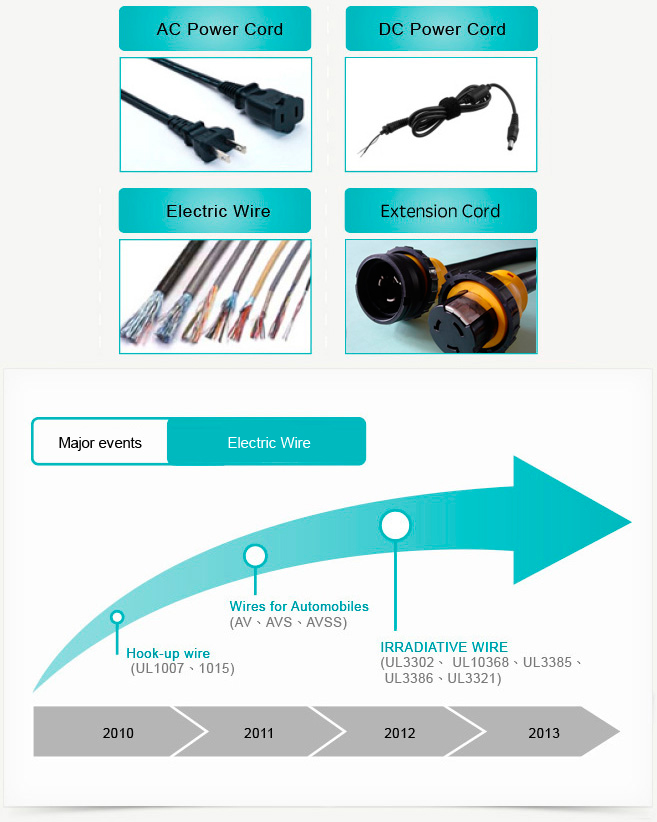 AC Power Cord
DC Power Cord
Electric Wire
Extension Cord
Major events
Electric Wire
Wires for Automobiles
(AV、AVS、AVSS)
Hook-up wire
(UL1007、1015)
IRRADIATIVE WIRE
(UL3302、 UL10368、UL3385、
UL3386、UL3321)
2010
2011
2012
2013